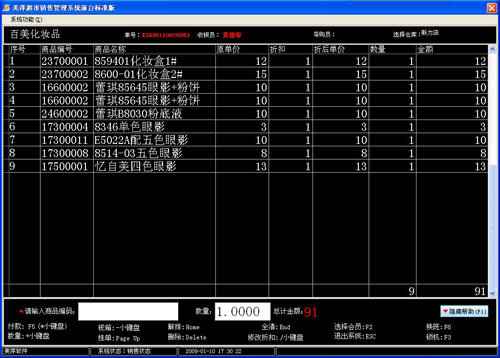 美萍超市销售管理系统前台标准版
系统功能(Z)
百美化妆品 单号: 收银员: 导购员: 选择仓库:
序号 商品编号 商品名称 原单价 折扣 折后单价 数量 金额
1 23700001 859401化妆盒1# 12 1 12 1 12
2 23700002 8600-01化妆盒2# 15 1 15 1 15
3 16600002 蕾琪85645眼影+粉饼 10 1 10 1 10
4 16600002 蕾琪85645眼影+粉饼 10 1 10 1 10
5 24600002 蕾琪B8030粉底液 10 1 10 1 10
6 17300004 8346单色眼影 3 1 3 1 3
7 17300011 E5022A配五色眼影 10 1 10 1 10
8 17300008 8514-03五色眼影 8 1 8 1 8
9 17500001 忆自美四色眼影 13 1 13 1 13
9 91
*请输入商品编码: 数量: 1.0000 总计金额: 91 隐藏帮助(F1)
付款: F5 (*小键盘) 钱箱:-小键盘 解挂:Home 全清:End 选择会员:F2 换班:F6
数量:+小键盘 挂单:Page Up 删除:Delete 修改折扣:/小键盘 退出系统:ESC 锁机:F3
美萍软件 系统状态:销售状态 2009-01-10 17:30:22